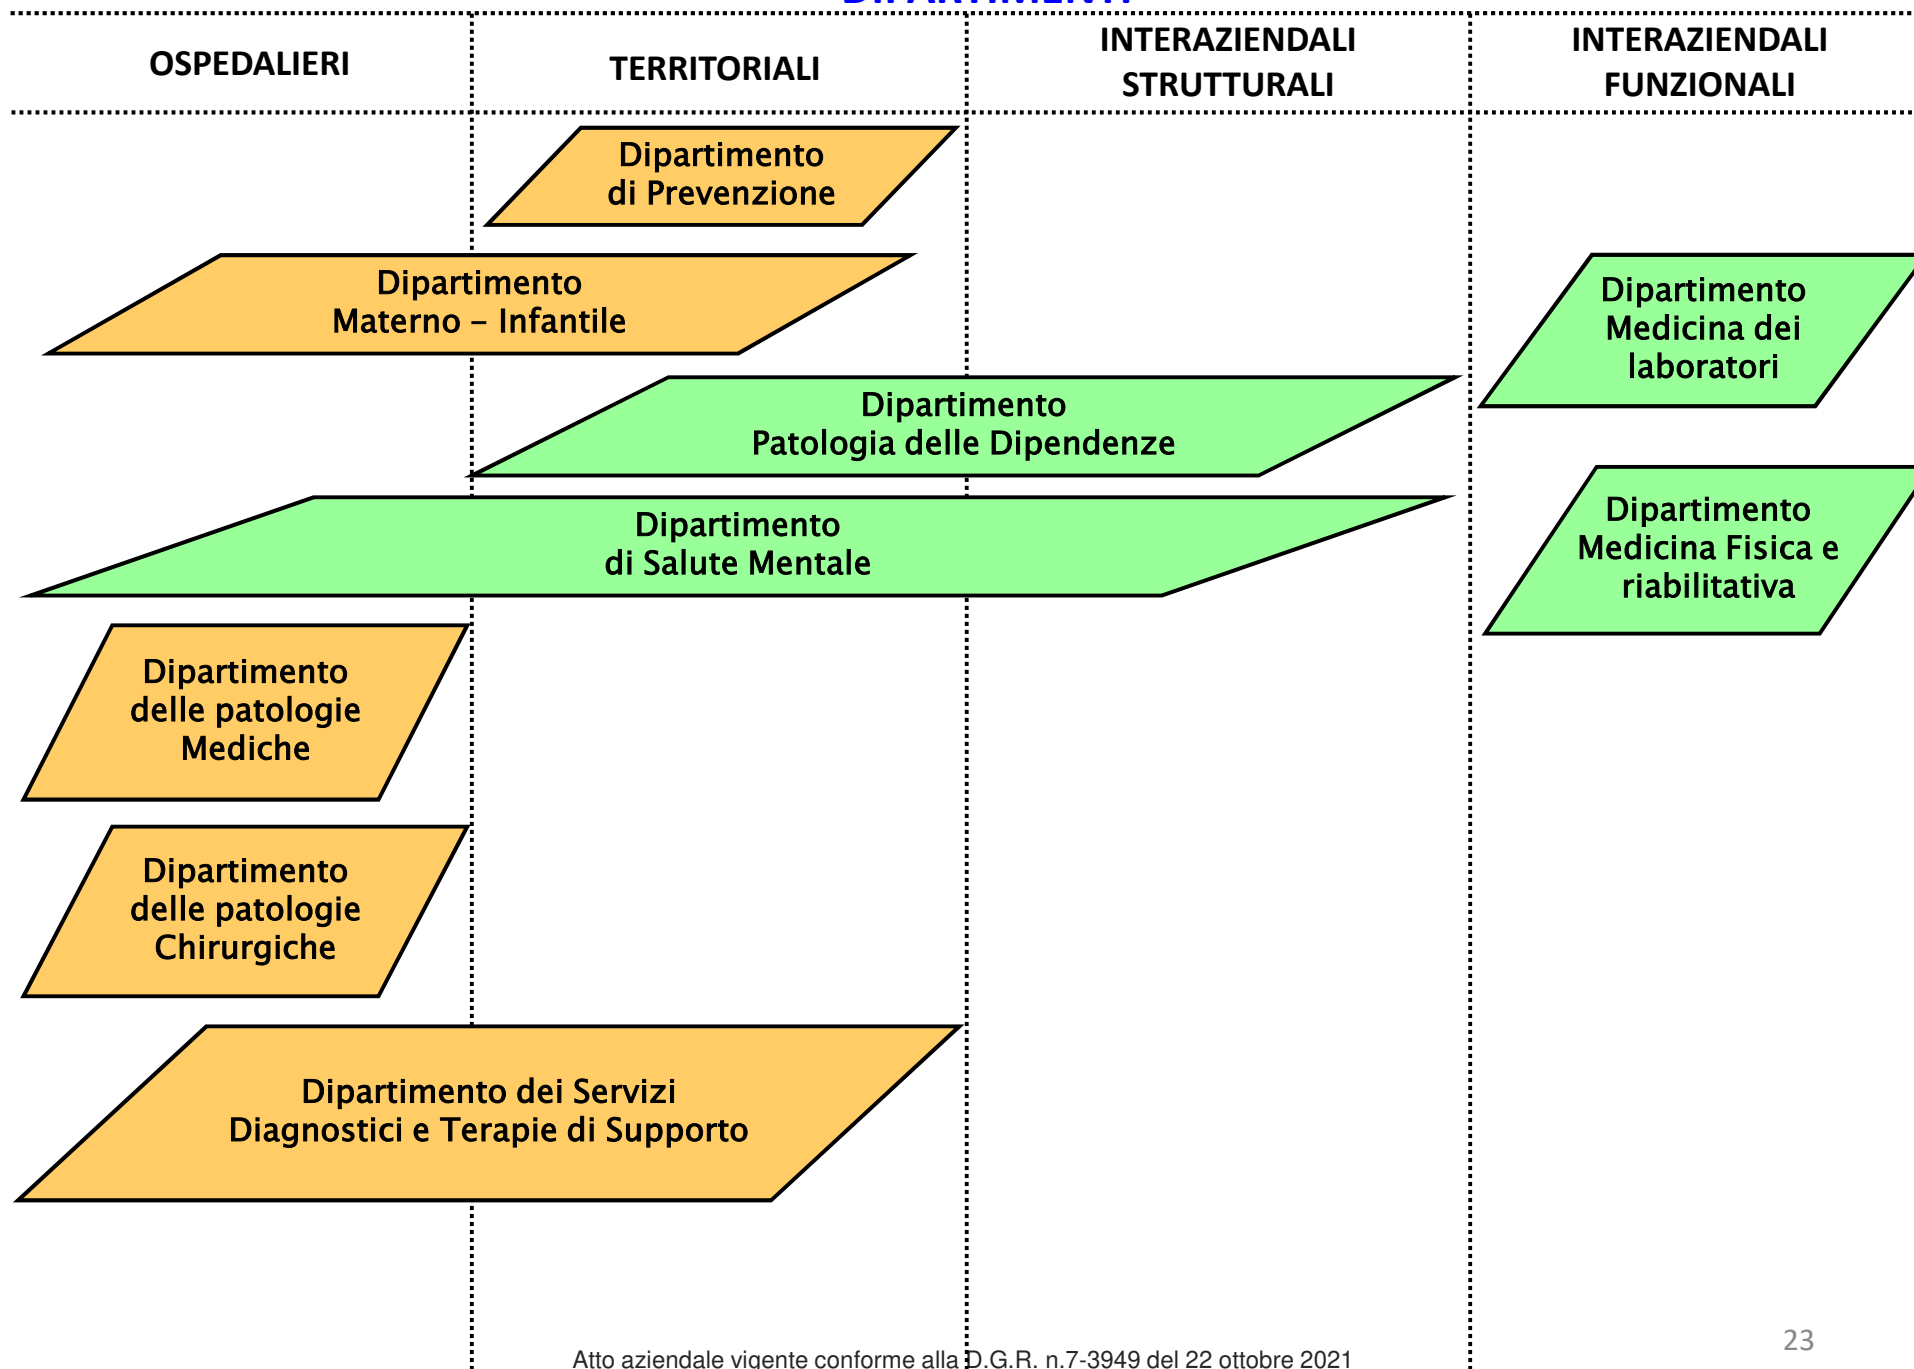 DIPARTIMENTI
OSPEDALIERI
TERRITORIALI
INTERAZIENDALI
STRUTTURALI
INTERAZIENDALI
FUNZIONALI
Dipartimento
di Prevenzione
Dipartimento
Materno – Infantile
Dipartimento
Medicina dei
laboratori
Dipartimento
Patologia delle Dipendenze
Dipartimento
di Salute Mentale
Dipartimento
Medicina Fisica e
riabilitativa
Dipartimento
delle patologie
Mediche
Dipartimento
delle patologie
Chirurgiche
Dipartimento dei Servizi
Diagnostici e Terapie di Supporto
Atto aziendale vigente conforme alla D.G.R. n.7-3949 del 22 ottobre 2021
23